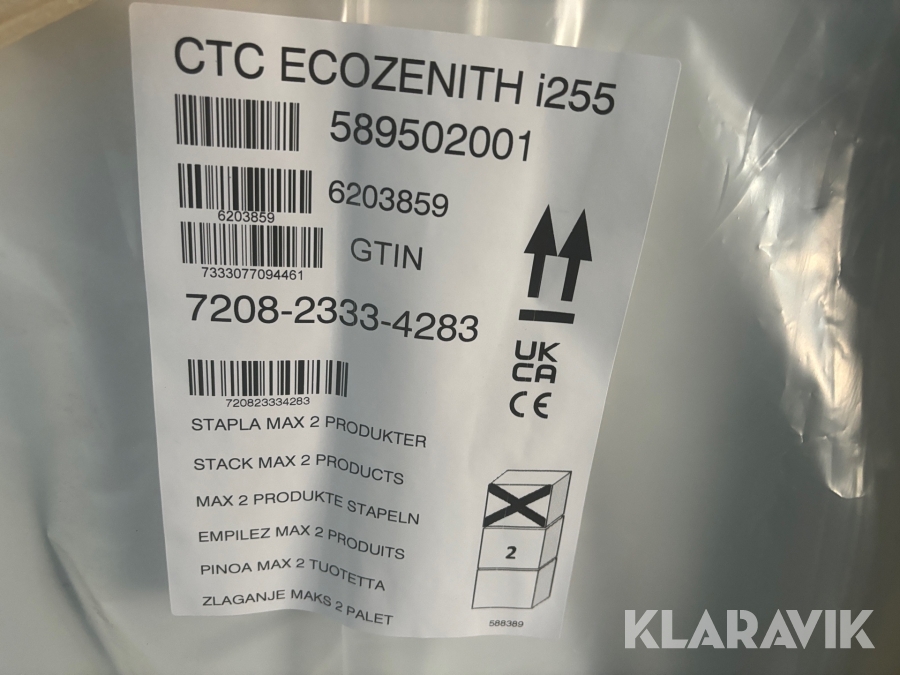 CTC ECOZENITH i255
589502001
6203859
6203859
GTIN
7333077094461
7208-2333-4283
720823334283
UK
CA
CE
STAPLA MAX 2 PRODUKTER
STACK MAX 2 PRODUCTS
MAX 2 PRODUKTE STAPELN
EMPILEZ MAX 2 PRODUITS
PINOA MAX 2 TUOTETTA
ZLAGANJE MAKS 2 PALET
2
588389
KLARAVIK